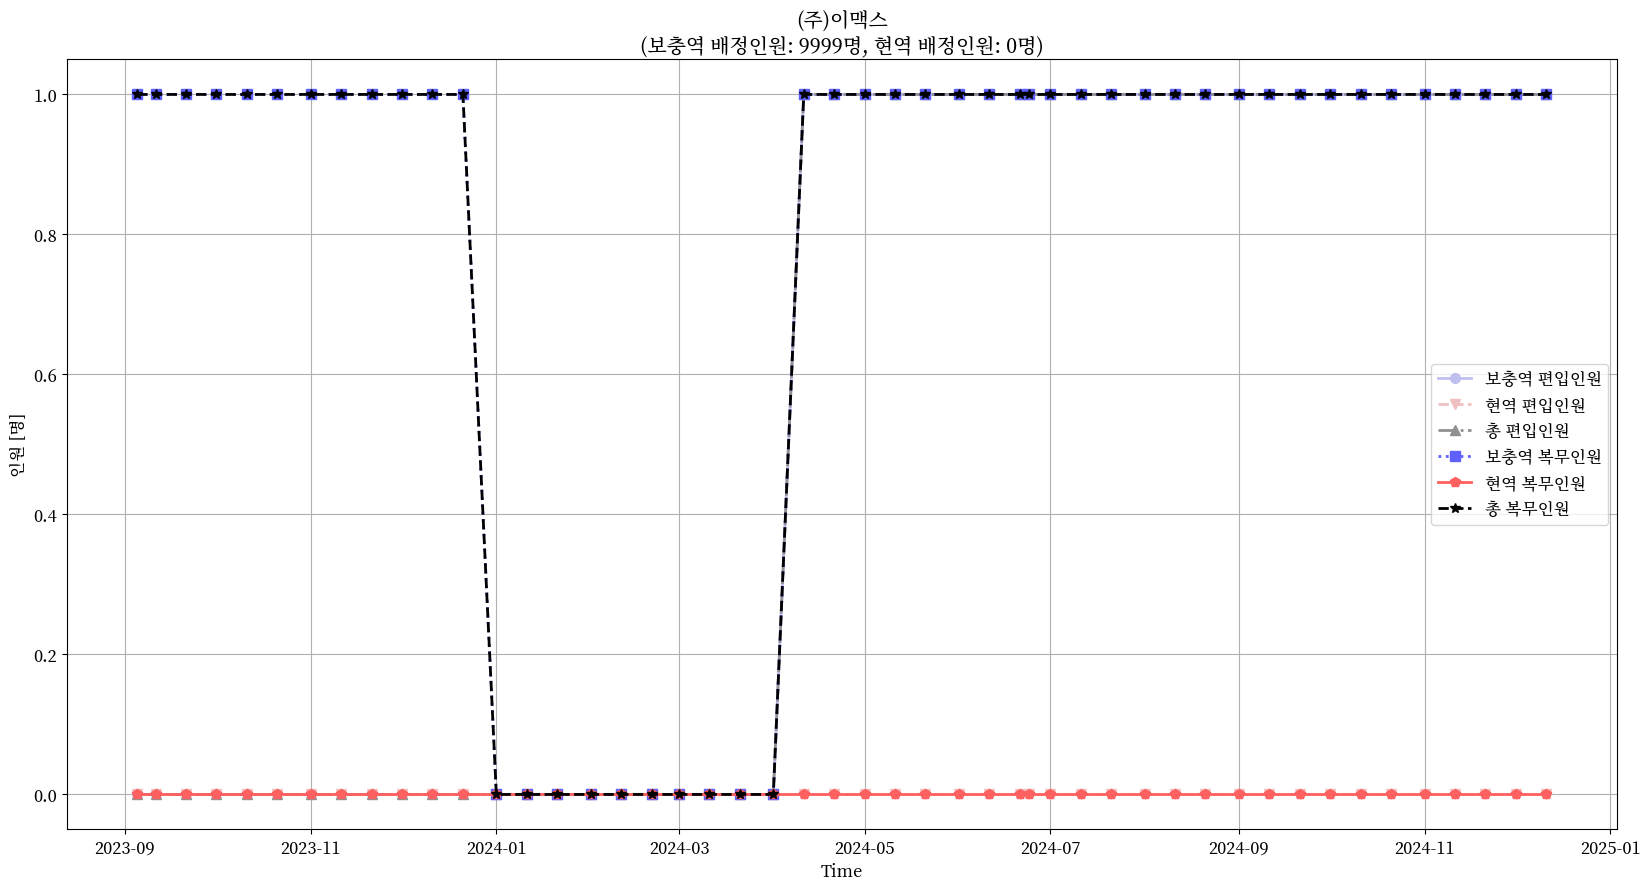 (주)이맥스
(보충역 배정인원: 9999명, 현역 배정인원: 0명)
인원 [명]
1.0
0.8
0.6
0.4
0.2
0.0
보충역 편입인원
현역 편입인원
총 편입인원
보충역 복무인원
현역 복무인원
총 복무인원
2023-09 2023-11 2024-01 2024-03 2024-05 2024-07 2024-09 2024-11 2025-01
Time